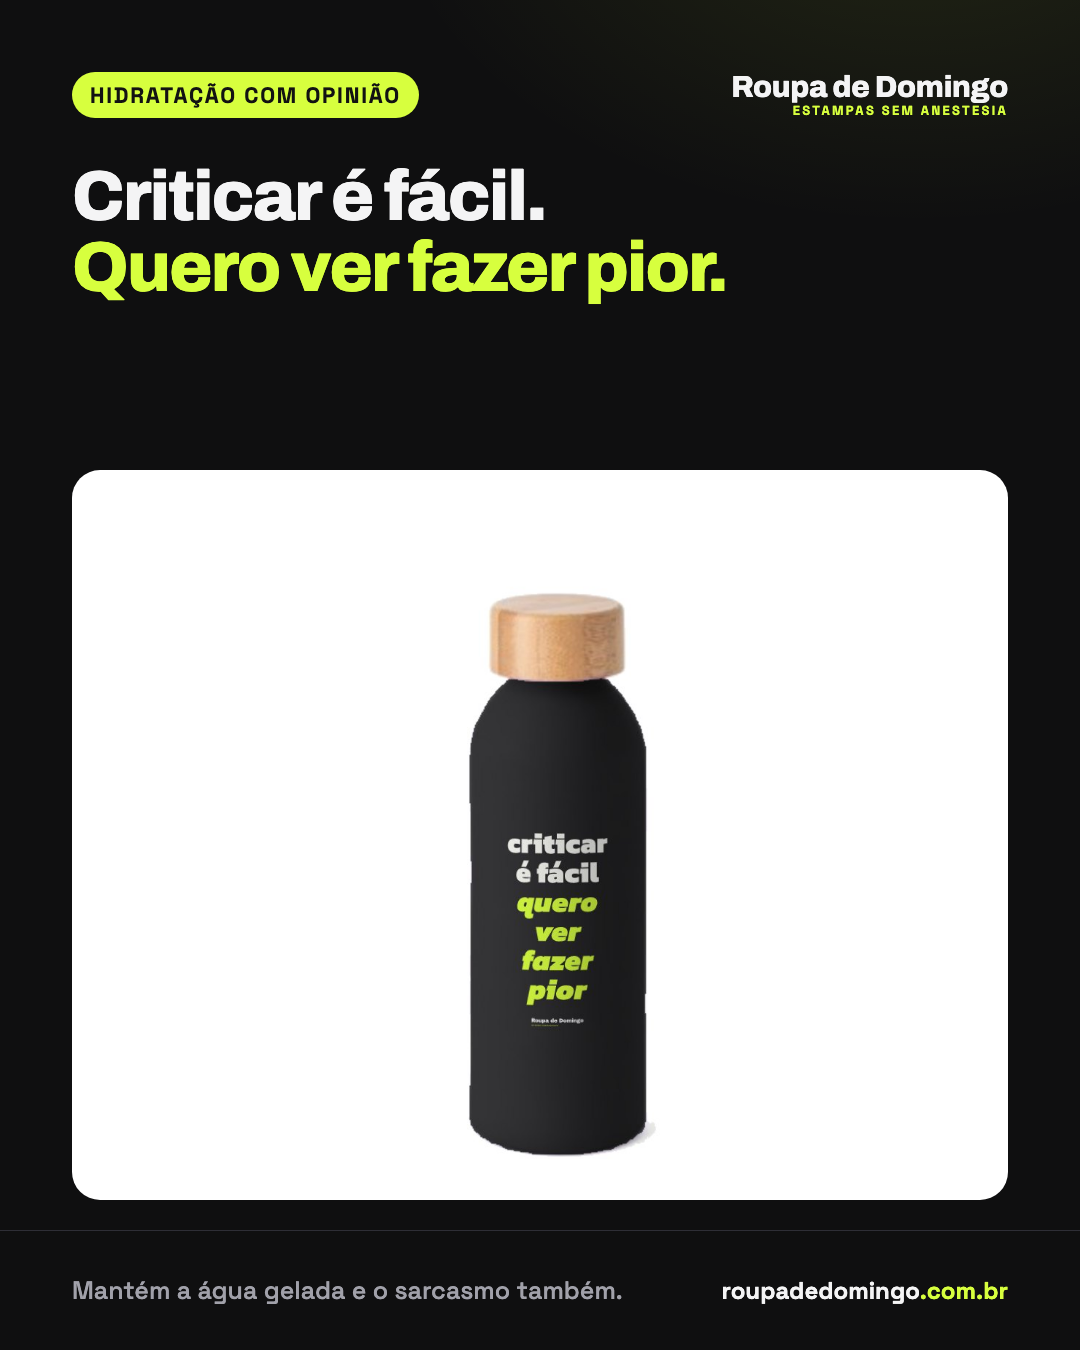 HIDRATAÇÃO COM OPINIÃO
Roupa de Domingo
ESTAMPAS SEM ANESTESIA
Criticar é fácil.
Quero ver fazer pior.
criticar
é fácil
quero
ver
fazer
pior
Roupa de Domingo
Mantém a água gelada e o sarcasmo também.
roupadedomingo.com.br